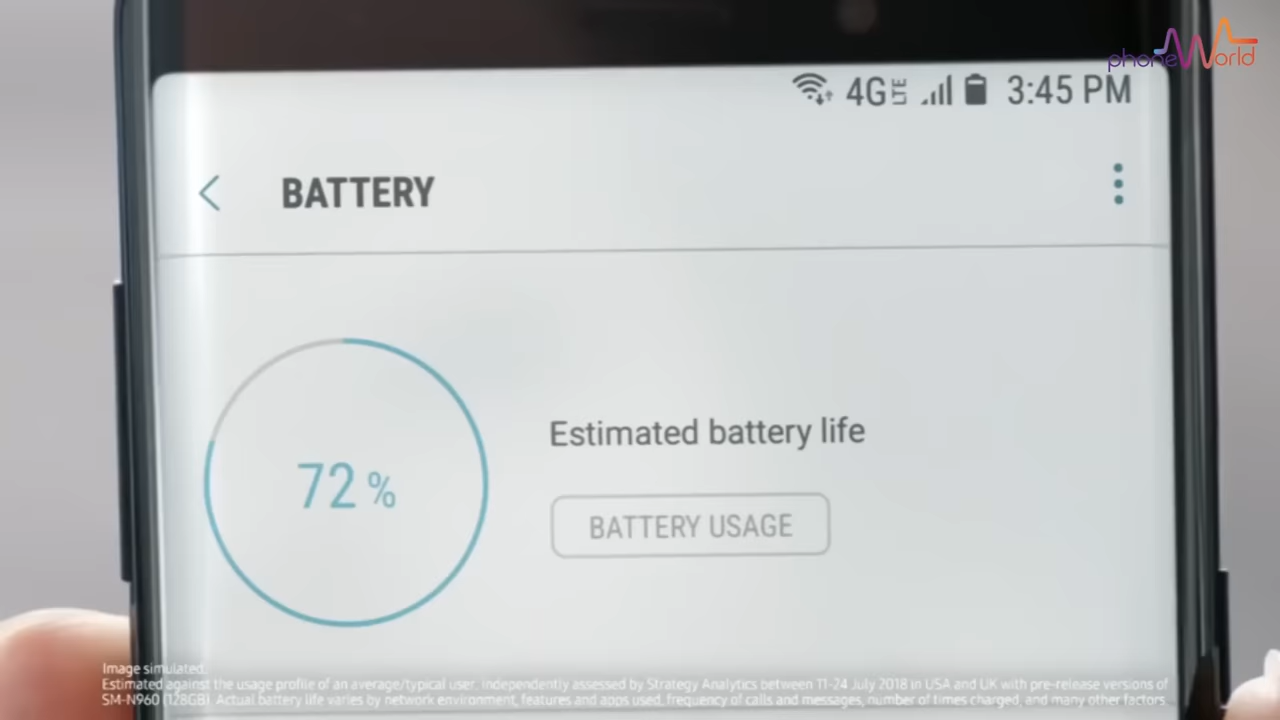 phoneWorld
4G LTE 3:45 PM
BATTERY
72 %
Estimated battery life
BATTERY USAGE
Image simulated.
Estimated against the usage profile of an average/typical user, independently assessed by Strategy Analytics between 11-24 July 2018 in USA and UK with pre-release versions of
SM-N960 (128GB). Actual battery life varies by network environment, features and apps used, frequency of calls and messages, number of times charged, and many other factors.